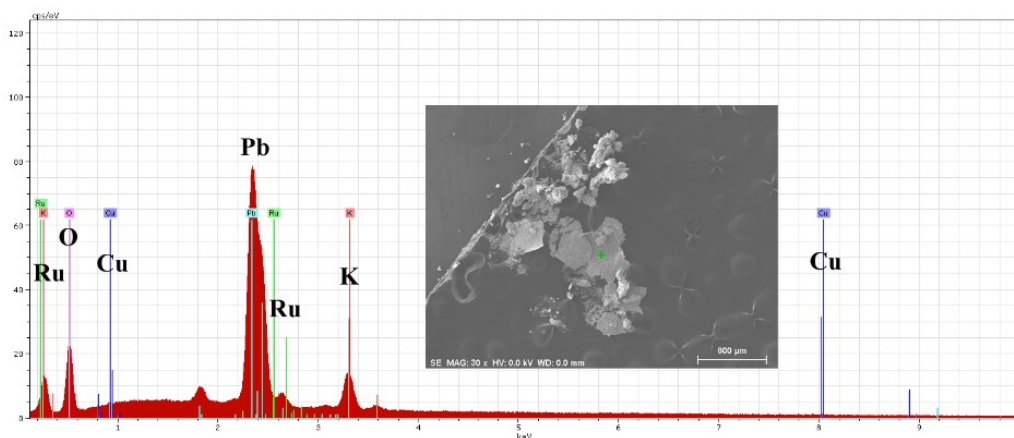 cps/eV
120
100
80
60
40
20
0
1
2
3
4
5
6
7
8
9
keV
Ru
K
O
Cu
Pb
Ru
K
Cu
Pb
O
Ru
Cu
Ru
K
Cu
SE MAG: 30 x HV: 0.0 kV WD: 0.0 mm
800 µm